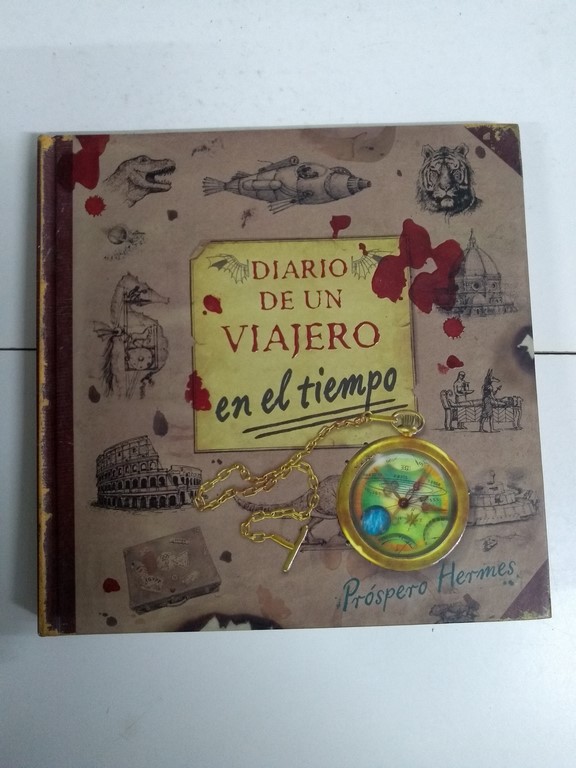 DIARIO
DE UN
VIAJERO
en el tiempo
Próspero Hermes